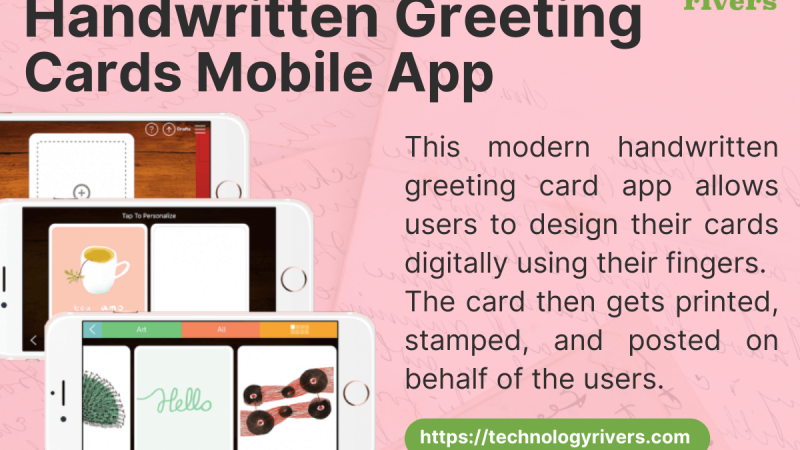 rivers
Handwritten Greeting
Cards Mobile App
This modern handwritten
greeting card app allows
users to design their cards
digitally using their fingers.
The card then gets printed,
stamped, and posted on
behalf of the users.
https://technologyrivers.com
Drafts
Tap To Personalize
Art
All
Hello